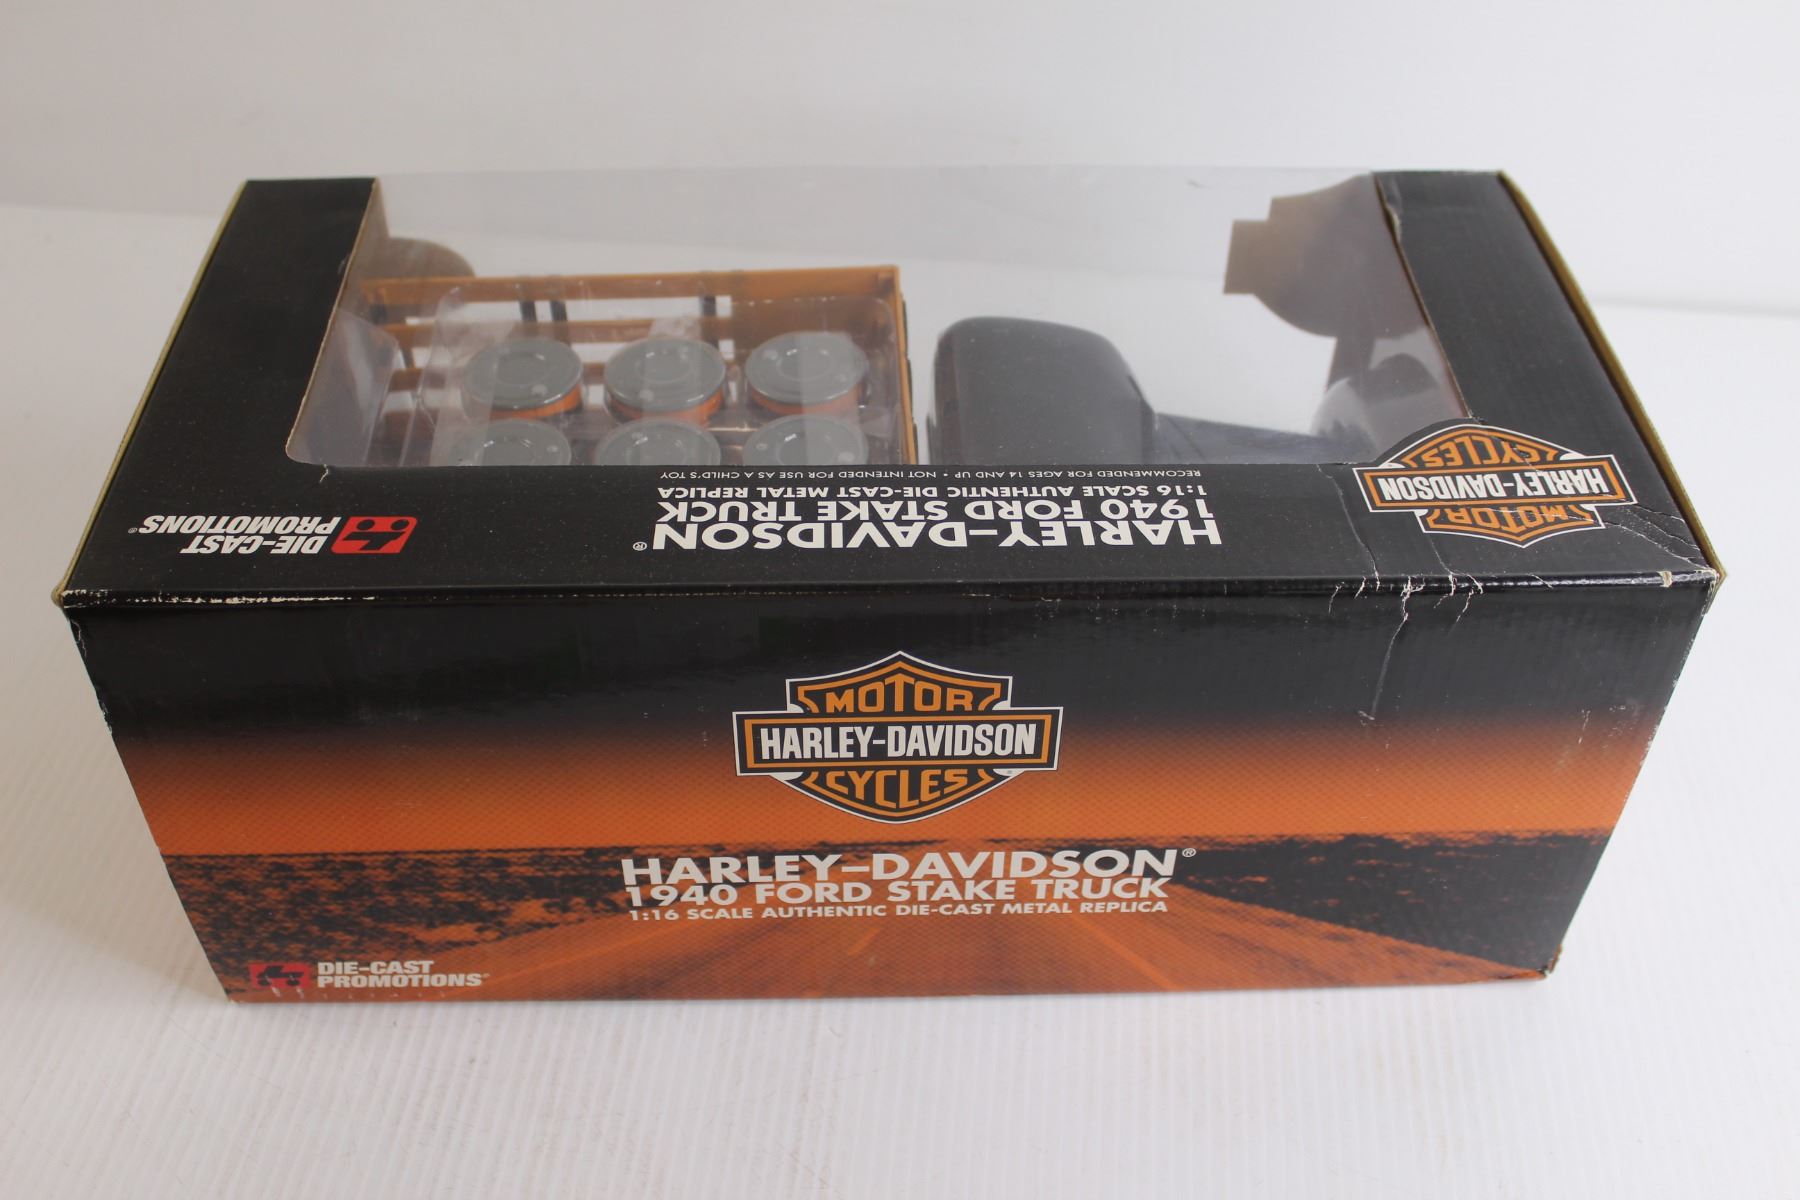 RECOMMENDED FOR AGES 14 AND UP • NOT INTENDED FOR USE AS A CHILD'S TOY
HARLEY-DAVIDSON®
1940 FORD STAKE TRUCK
1:16 SCALE AUTHENTIC DIE-CAST METAL REPLICA
MOTOR
HARLEY-DAVIDSON
CYCLES
DIE-CAST
PROMOTIONS®
MOTOR
HARLEY-DAVIDSON
CYCLES
HARLEY-DAVIDSON®
1940 FORD STAKE TRUCK
1:16 SCALE AUTHENTIC DIE-CAST METAL REPLICA
DIE-CAST
PROMOTIONS®